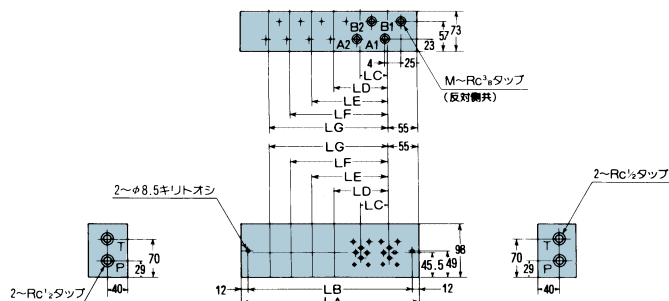 B2 B1
A2 A1
23
57
73
4
25
LC
LD
LE
LF
LG
55
M~Rc³⁄₈タップ
(反対側共)
LG
55
LF
LE
LD
LC
2~φ8.5キリトオシ
2~Rc½タップ
T
P
70
29
40
2~Rc½タップ
45.5
49
98
12
LB
12
LA
T
P
70
29
40